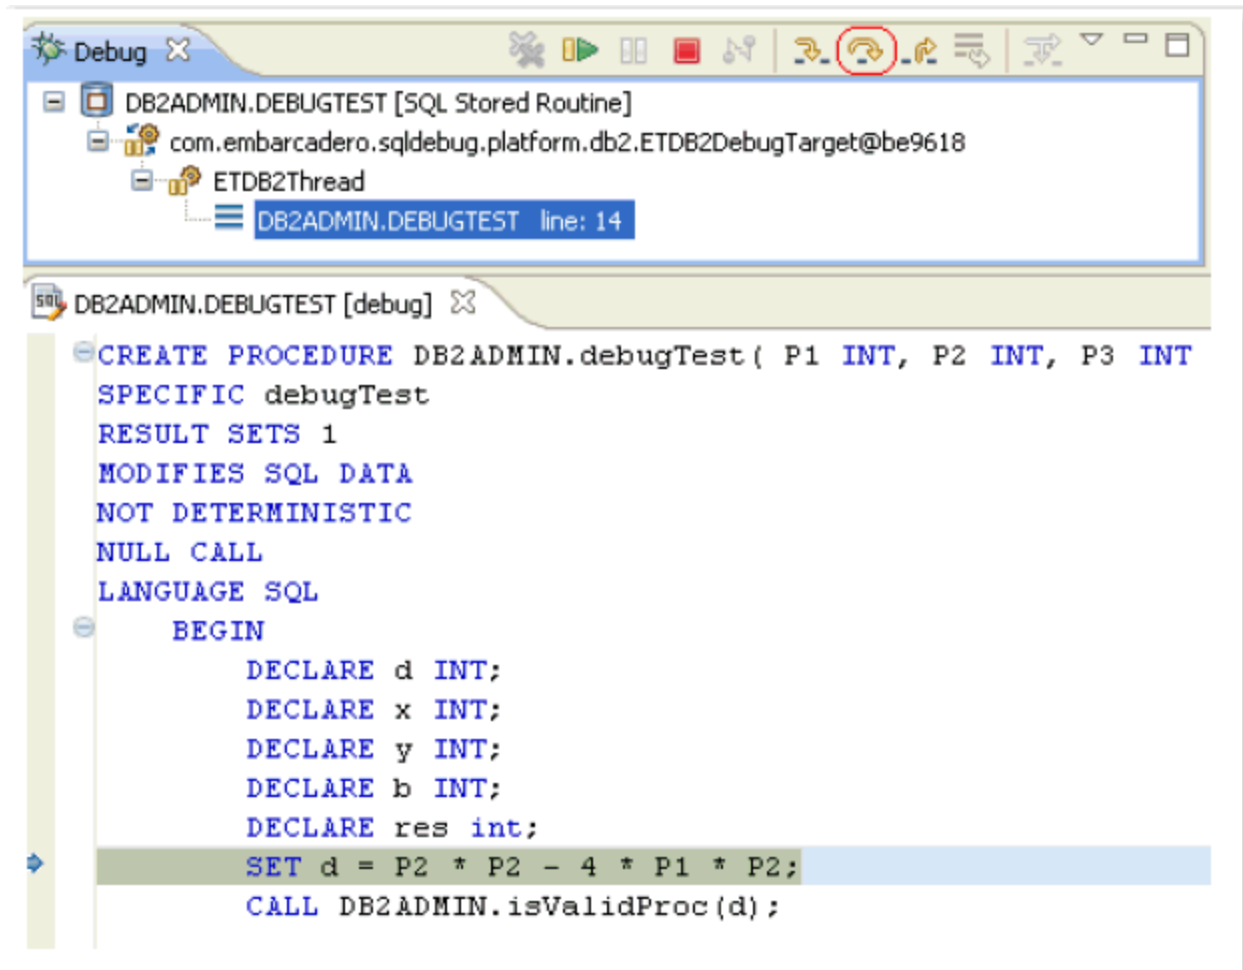 Debug
DB2ADMIN.DEBUGTEST [SQL Stored Routine]
com.embarcadero.sqldebug.platform.db2.ETDB2DebugTarget@be9618
ETDB2Thread
DB2ADMIN.DEBUGTEST line: 14
SQL DB2ADMIN.DEBUGTEST [debug]
CREATE PROCEDURE DB2ADMIN.debugTest( P1 INT, P2 INT, P3 INT
SPECIFIC debugTest
RESULT SETS 1
MODIFIES SQL DATA
NOT DETERMINISTIC
NULL CALL
LANGUAGE SQL
BEGIN
DECLARE d INT;
DECLARE x INT;
DECLARE y INT;
DECLARE b INT;
DECLARE res int;
SET d = P2 * P2 - 4 * P1 * P2;
CALL DB2ADMIN.isValidProc(d);